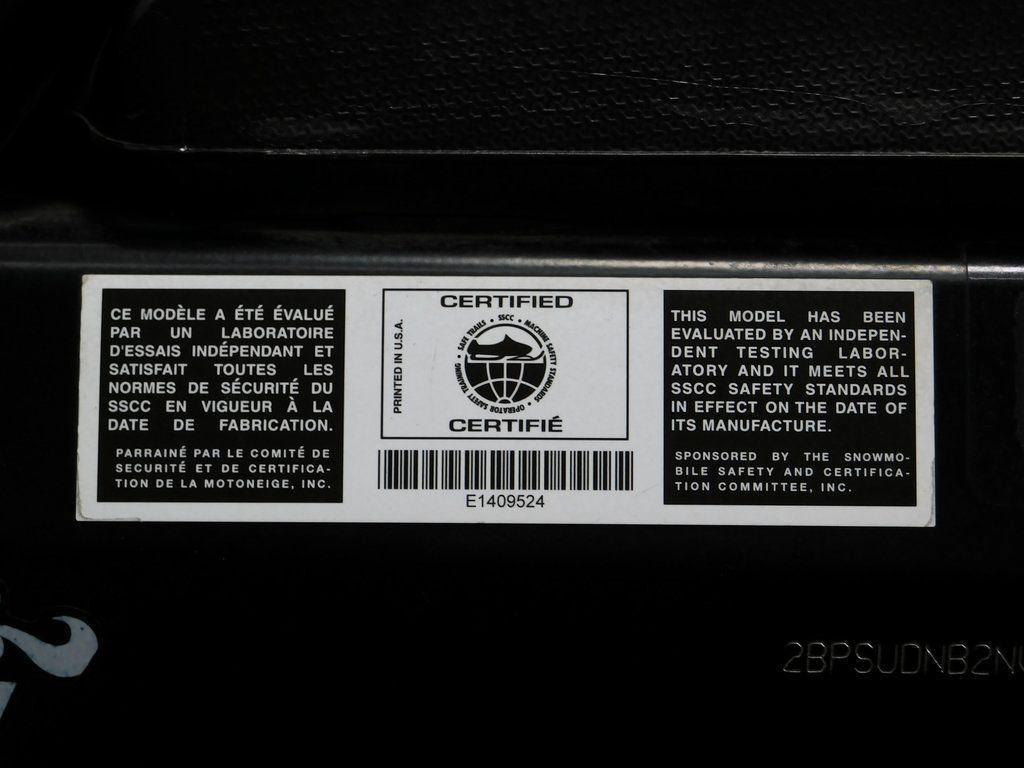 CE MODÈLE A ÉTÉ ÉVALUÉ
PAR UN LABORATOIRE
D'ESSAIS INDÉPENDANT ET
SATISFAIT TOUTES LES
NORMES DE SÉCURITÉ DU
SSCC EN VIGUEUR À LA
DATE DE FABRICATION.
PARRAINÉ PAR LE COMITÉ DE
SECURITÉ ET DE CERTIFICA-
TION DE LA MOTONEIGE, INC.
PRINTED IN U.S.A.
CERTIFIED
SAFE TRAILS • SSCC • MACHINE SAFETY STANDARDS • OPERATOR SAFETY TRAINING •
CERTIFIÉ
E1409524
THIS MODEL HAS BEEN
EVALUATED BY AN INDEPEN-
DENT TESTING LABOR-
ATORY AND IT MEETS ALL
SSCC SAFETY STANDARDS
IN EFFECT ON THE DATE OF
ITS MANUFACTURE.
SPONSORED BY THE SNOWMO-
BILE SAFETY AND CERTIFICA-
TION COMMITTEE, INC.
2BPSUDNB2N